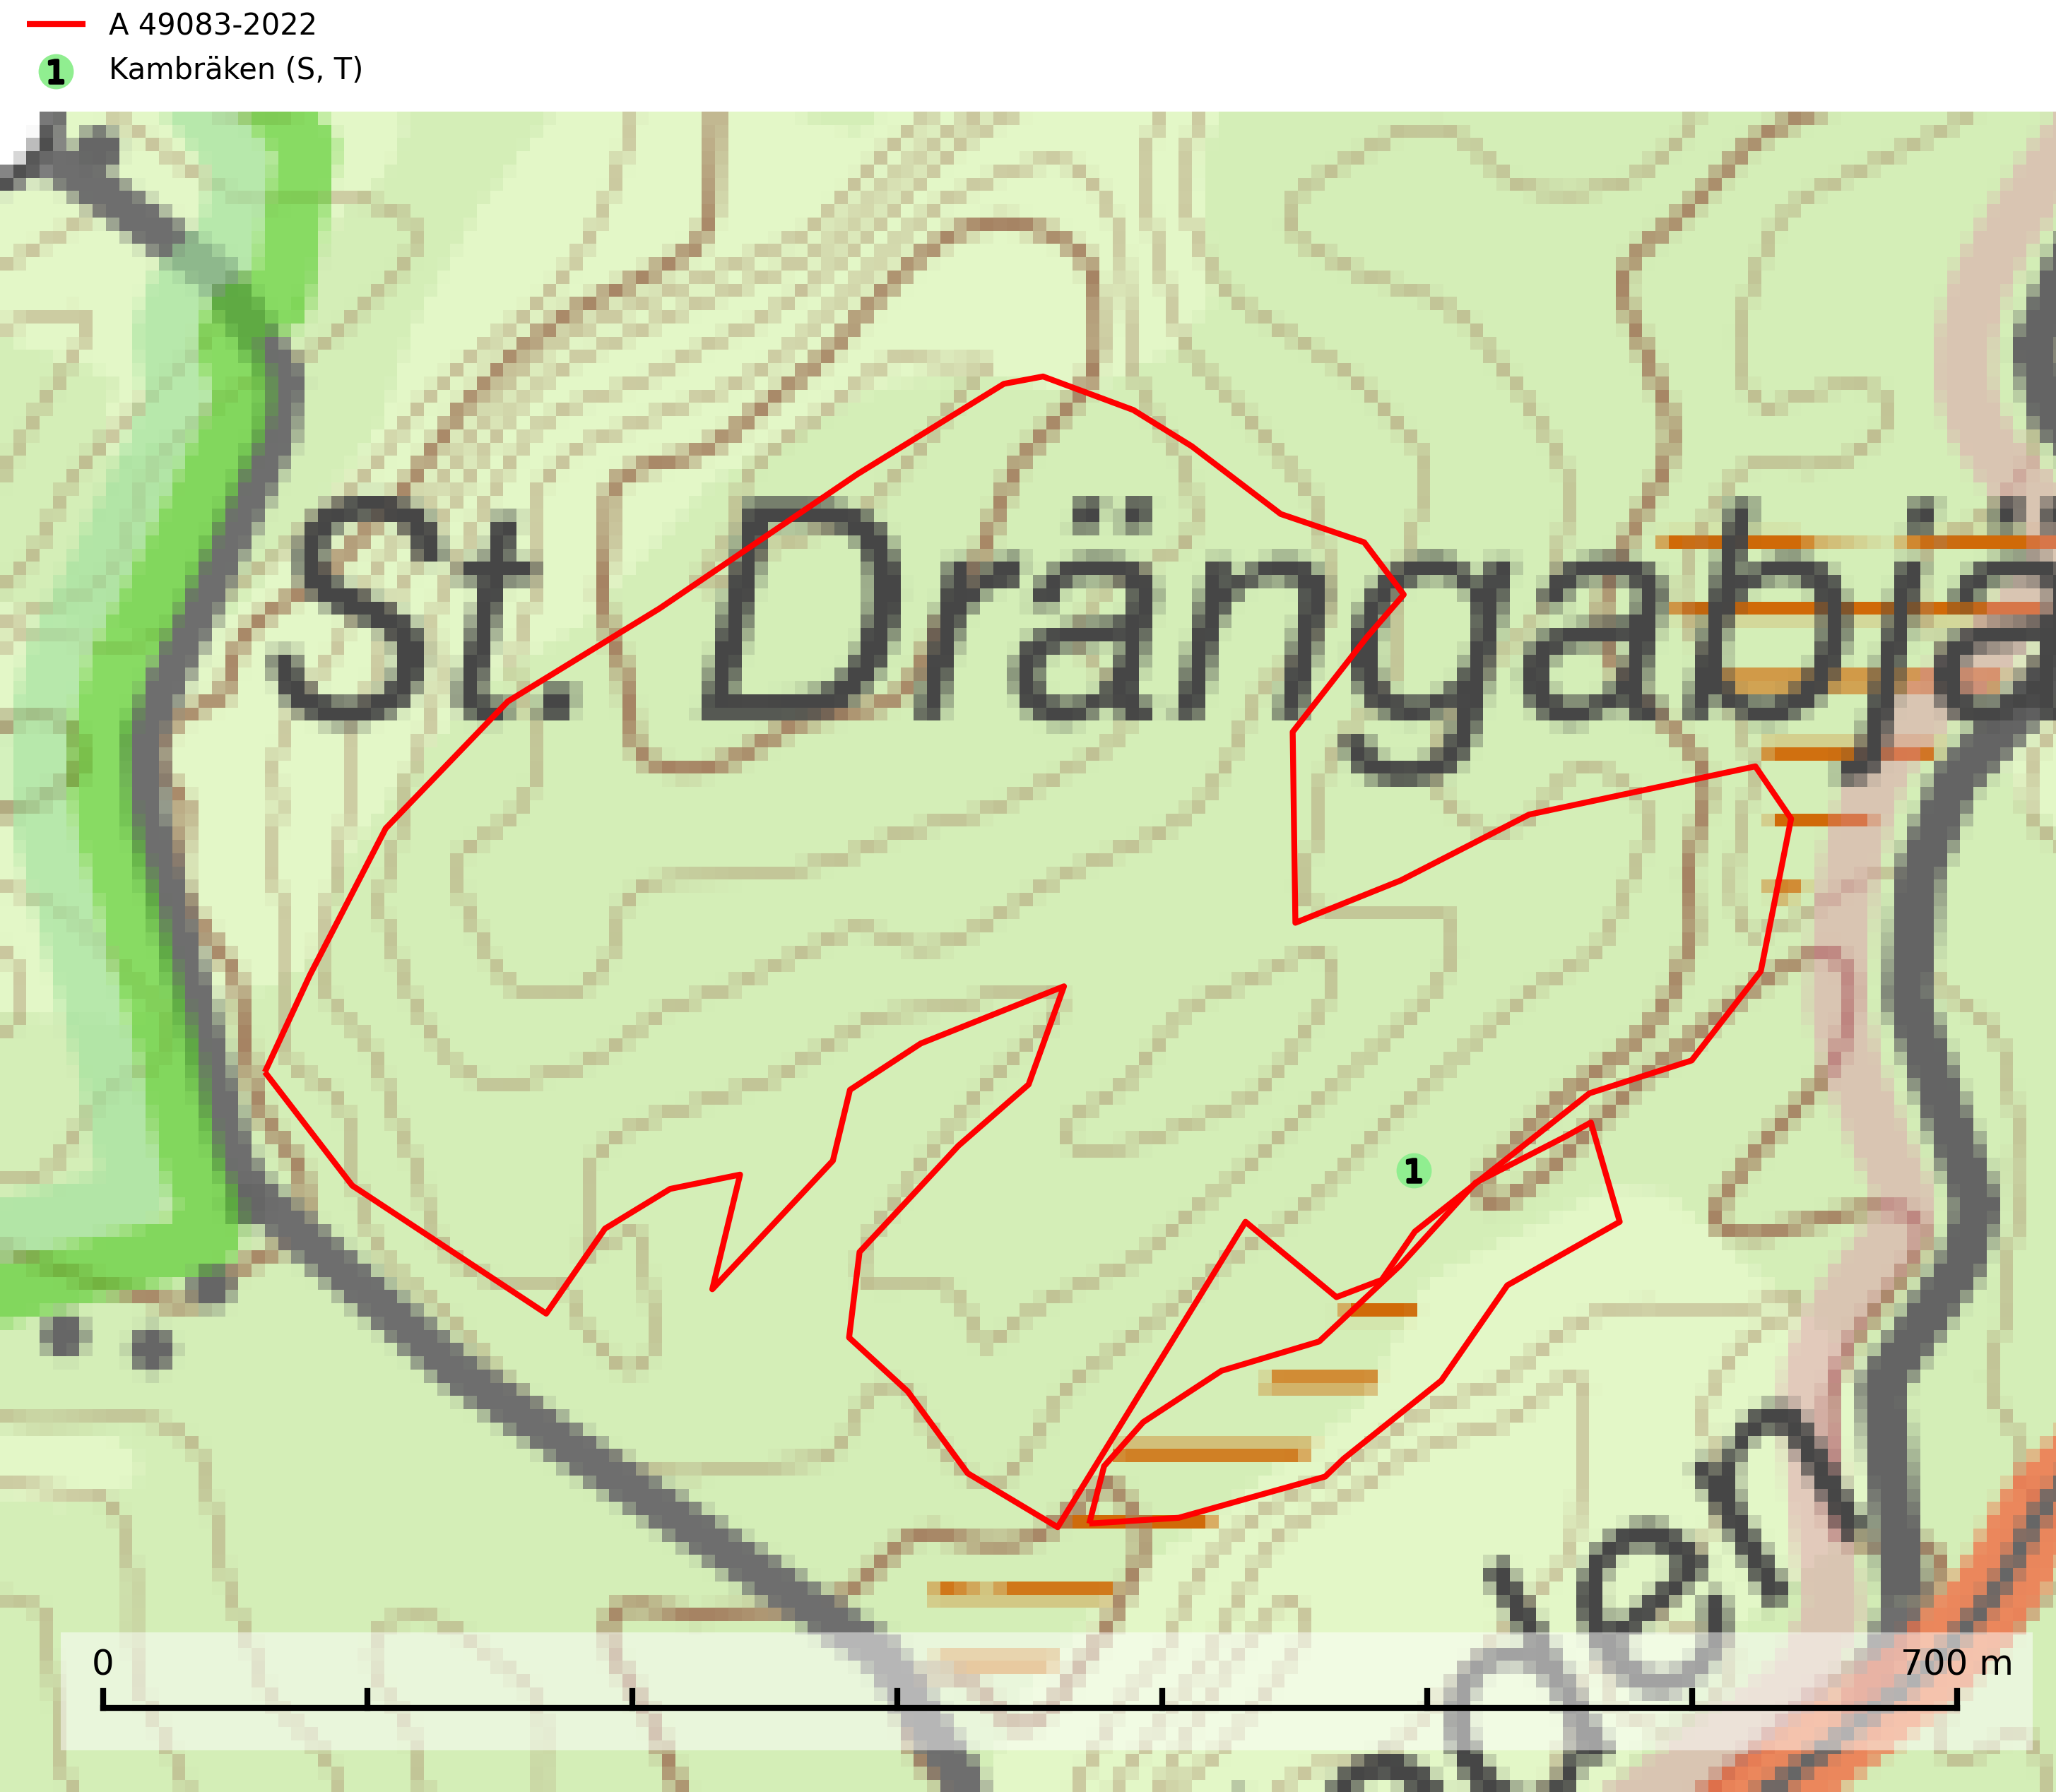 A 49083-2022
1 Kambräken (S, T)
St. Drängabjä
1
den
0 700 m